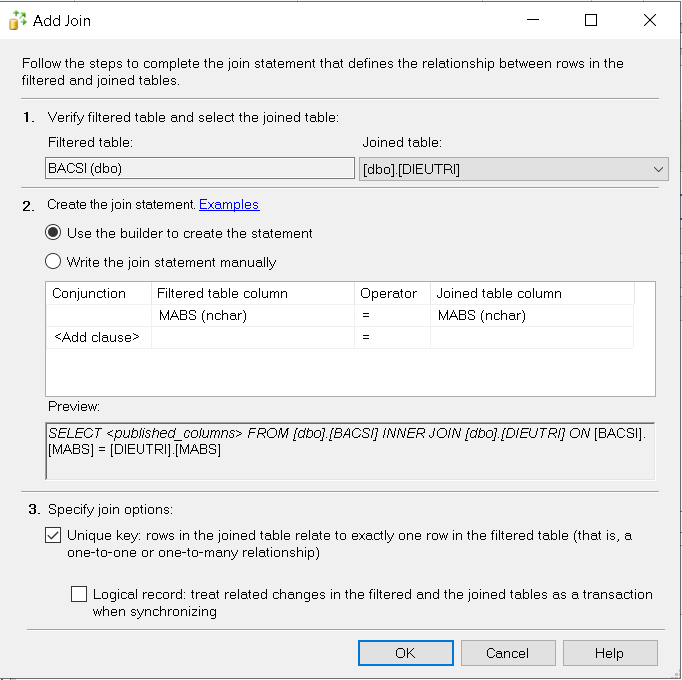 Add Join
Follow the steps to complete the join statement that defines the relationship between rows in the
filtered and joined tables.
1. Verify filtered table and select the joined table:
Filtered table: Joined table:
BACSI (dbo) [dbo].[DIEUTRI]
2. Create the join statement. Examples
Use the builder to create the statement
Write the join statement manually
Conjunction Filtered table column Operator Joined table column
MABS (nchar) = MABS (nchar)
<Add clause> =
Preview:
SELECT <published_columns> FROM [dbo].[BACSI] INNER JOIN [dbo].[DIEUTRI] ON [BACSI].
[MABS] = [DIEUTRI].[MABS]
3. Specify join options:
Unique key: rows in the joined table relate to exactly one row in the filtered table (that is, a
one-to-one or one-to-many relationship)
Logical record: treat related changes in the filtered and the joined tables as a transaction
when synchronizing
OK Cancel Help